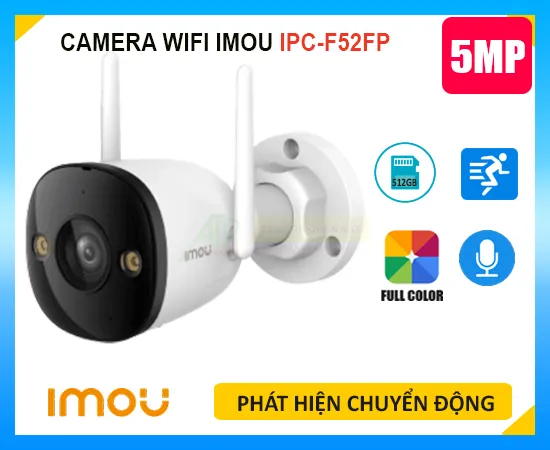 CAMERA WIFI IMOU IPC-F52FP
5MP
512GB
imou
FULL COLOR
imou
PHÁT HIỆN CHUYỂN ĐỘNG